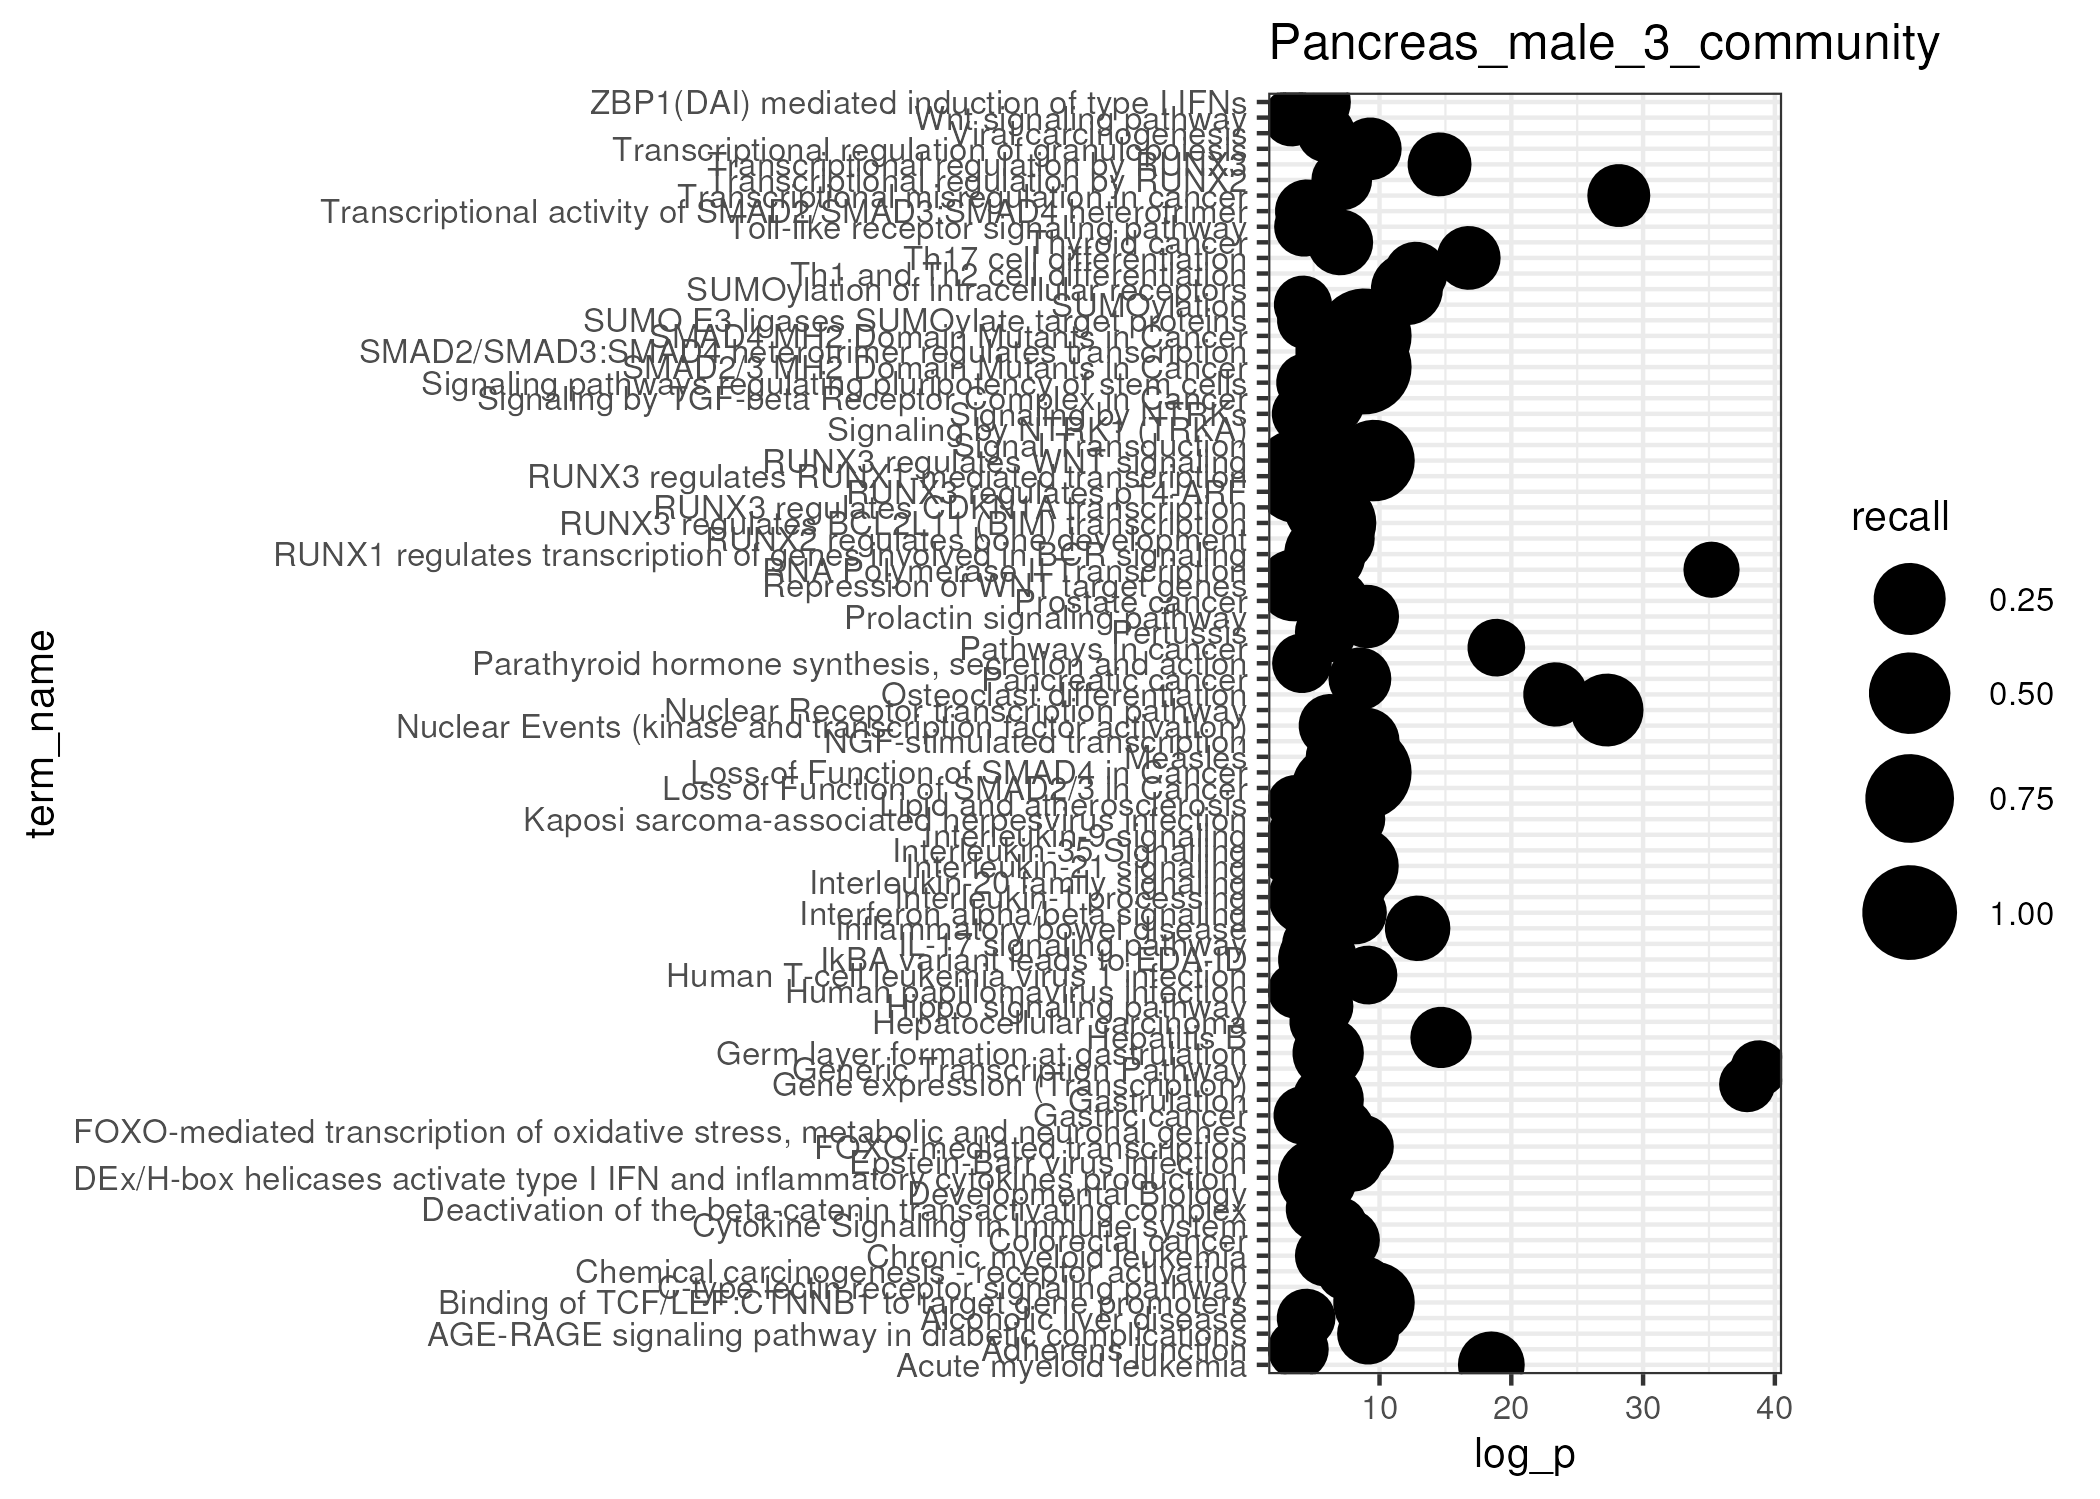 Pancreas_male_3_community
ZBP1(DAI) mediated induction of type I IFNs
Wnt signaling pathway
Viral carcinogenesis
Transcriptional regulation of granulopoiesis
Transcriptional regulation by RUNX3
Transcriptional regulation by RUNX2
Transcriptional misregulation in cancer
Transcriptional activity of SMAD2/SMAD3:SMAD4 heterotrimer
Toll-like receptor signaling pathway
Thyroid cancer
Th17 cell differentiation
Th1 and Th2 cell differentiation
SUMOylation of intracellular receptors
SUMOylation
SUMO E3 ligases SUMOylate target proteins
SMAD4 MH2 Domain Mutants in Cancer
SMAD2/SMAD3:SMAD4 heterotrimer regulates transcription
SMAD2/3 MH2 Domain Mutants in Cancer
Signaling pathways regulating pluripotency of stem cells
Signaling by TGF-beta Receptor Complex in Cancer
Signaling by NTRKs
Signaling by NTRK1 (TRKA)
Signal Transduction
RUNX3 regulates WNT signaling
RUNX3 regulates RUNX1-mediated transcription
RUNX3 regulates p14-ARF
RUNX3 regulates CDKN1A transcription
RUNX3 regulates BCL2L11 (BIM) transcription
RUNX2 regulates bone development
RUNX1 regulates transcription of genes involved in BCR signaling
RNA Polymerase II Transcription
Repression of WNT target genes
Prostate cancer
Prolactin signaling pathway
Pertussis
Pathways in cancer
Parathyroid hormone synthesis, secretion and action
Pancreatic cancer
Osteoclast differentiation
Nuclear Receptor transcription pathway
Nuclear Events (kinase and transcription factor activation)
NGF-stimulated transcription
Measles
Loss of Function of SMAD4 in Cancer
Loss of Function of SMAD2/3 in Cancer
Lipid and atherosclerosis
Kaposi sarcoma-associated herpesvirus infection
Interleukin-9 signaling
Interleukin-35 Signalling
Interleukin-21 signaling
Interleukin-20 family signaling
Interleukin-1 processing
Interferon alpha/beta signaling
Inflammatory bowel disease
IL-17 signaling pathway
IkBA variant leads to EDA-ID
Human T-cell leukemia virus 1 infection
Human papillomavirus infection
Hippo signaling pathway
Hepatocellular carcinoma
Hepatitis B
Germ layer formation at gastrulation
Generic Transcription Pathway
Gene expression (Transcription)
Gastrulation
Gastric cancer
FOXO-mediated transcription of oxidative stress, metabolic and neuronal genes
FOXO-mediated transcription
Epstein-Barr virus infection
DEx/H-box helicases activate type I IFN and inflammatory cytokines production
Developmental Biology
Deactivation of the beta-catenin transactivating complex
Cytokine Signaling in Immune system
Colorectal cancer
Chronic myeloid leukemia
Chemical carcinogenesis - receptor activation
C-type lectin receptor signaling pathway
Binding of TCF/LEF:CTNNB1 to target gene promoters
Alcoholic liver disease
AGE-RAGE signaling pathway in diabetic complications
Adherens junction
Acute myeloid leukemia
term_name
10
20
30
40
log_p
recall
0.25
0.50
0.75
1.00